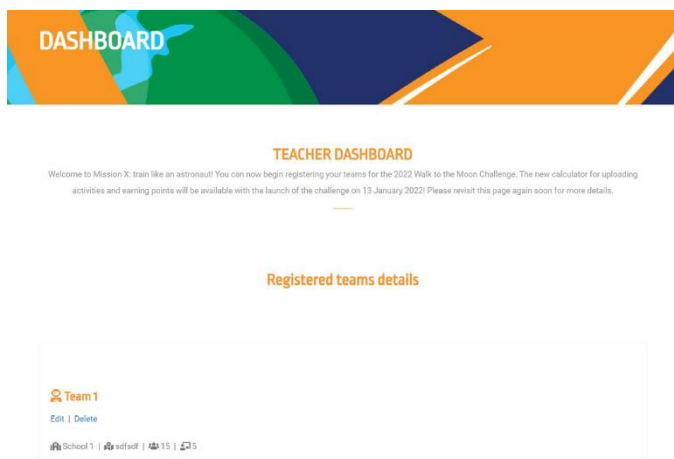 DASHBOARD
TEACHER DASHBOARD
Welcome to Mission X: train like an astronaut! You can now begin registering your teams for the 2022 Walk to the Moon Challenge. The new calculator for uploading
activities and earning points will be available with the launch of the challenge on 13 January 2022! Please revisit this page again soon for more details.
Registered teams details
Team 1
Edit | Delete
School 1 | sdfsdf | 15 | 5